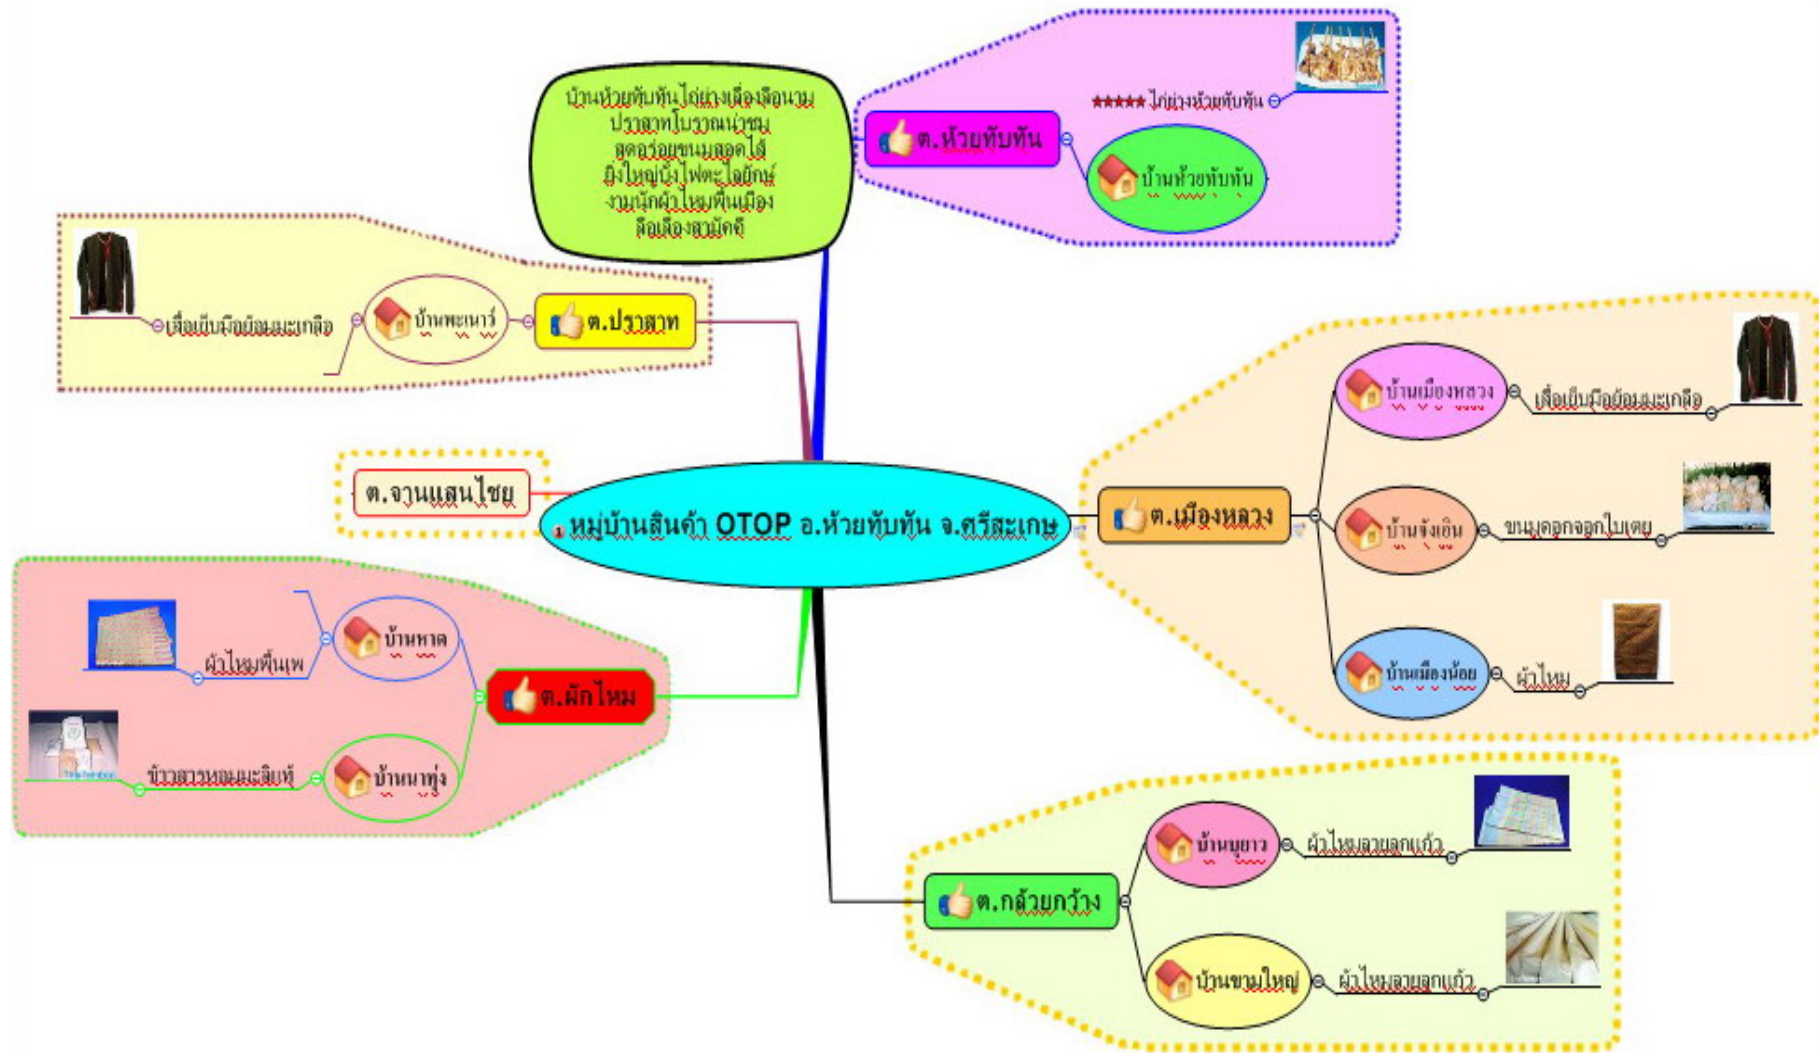 บ้านห้วยทับทันไก่ย่างเลื่องลือนาม
ปราสาทโบราณน่าชม
สุดอร่อยขนมสอดไส้
ยิ่งใหญ่บั้งไฟตะไลยักษ์
งามนักผ้าไหมพื้นเมือง
ลือเลื่องสามัคคี
ต.ห้วยทับทัน
ไก่ย่างห้วยทับทัน
บ้านห้วยทับทัน
ต.ปราสาท
บ้านพะเนาว์
เสื้อเย็บมือย้อมมะเกลือ
ต.จานแสนไชย
1 หมู่บ้านสินค้า OTOP อ.ห้วยทับทัน จ.ศรีสะเกษ
ต.เมืองหลวง
บ้านเมืองหลวง
เสื้อเย็บมือย้อมมะเกลือ
บ้านจังเอิน
ขนมดอกจอกใบเตย
บ้านเมืองน้อย
ผ้าไหม
ต.ผักไหม
บ้านหาด
ผ้าไหมพื้นเพ
บ้านนาทุ่ง
ข้าวสารหอมมะลิบทุ้
ต.กล้วยกว้าง
บ้านบุยาว
ผ้าไหมลายลูกแก้ว
บ้านขามใหญ่
ผ้าไหมลายลูกแก้ว